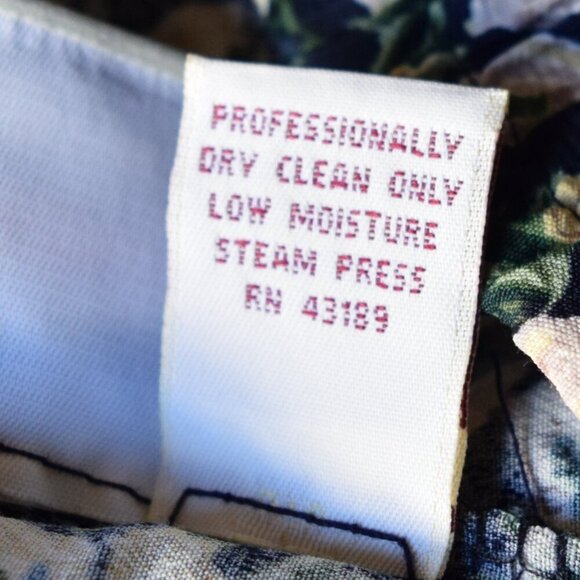 PROFESSIONALLY
DRY CLEAN ONLY
LOW MOISTURE
STEAM PRESS
RN 43189